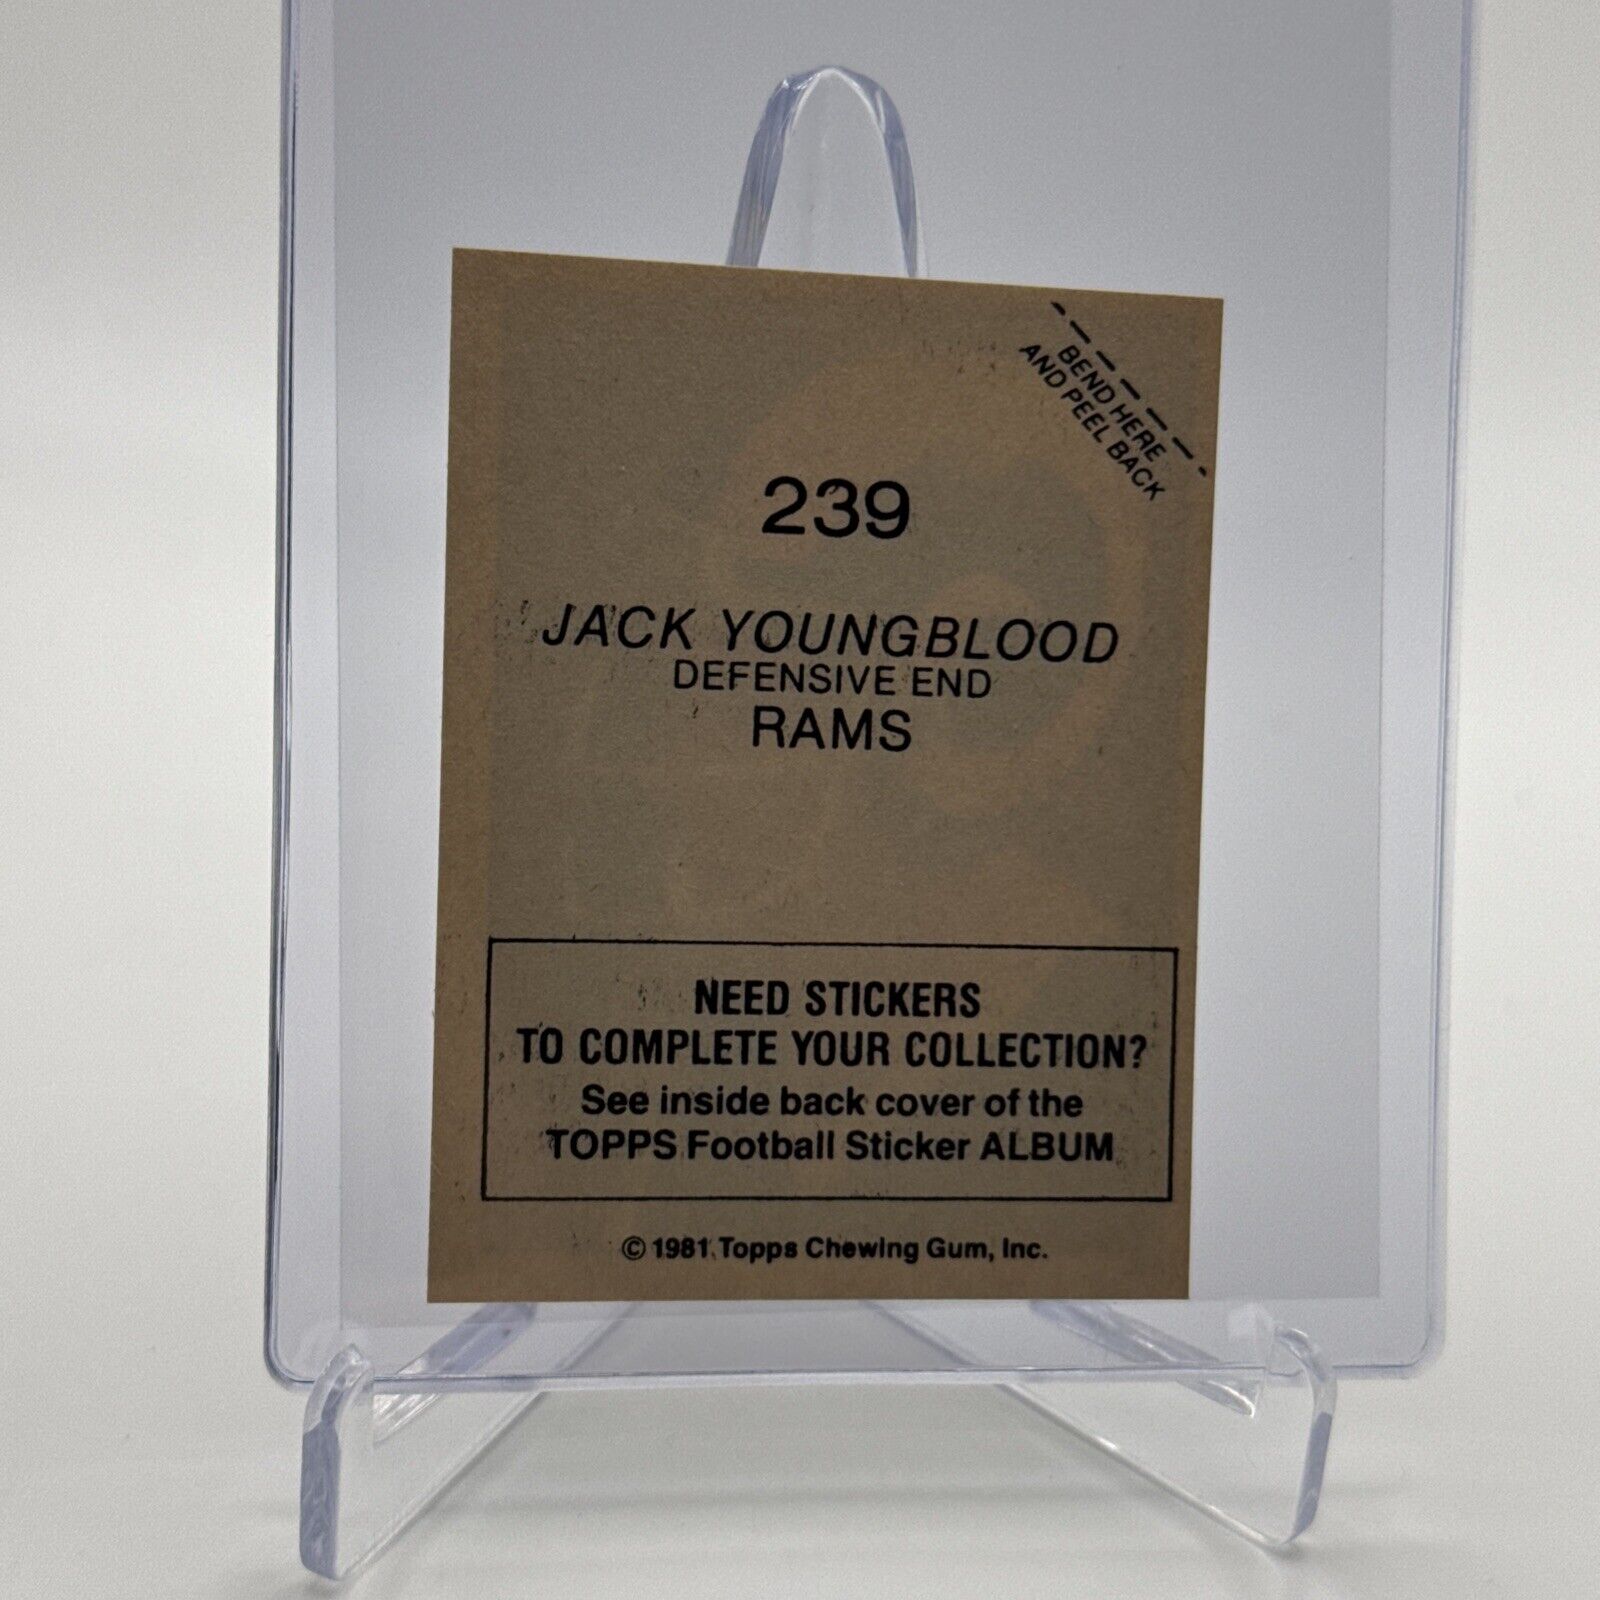 BEND HERE
AND PEEL BACK
239
JACK YOUNGBLOOD
DEFENSIVE END
RAMS
NEED STICKERS
TO COMPLETE YOUR COLLECTION?
See inside back cover of the
TOPPS Football Sticker ALBUM
© 1981 Topps Chewing Gum, Inc.